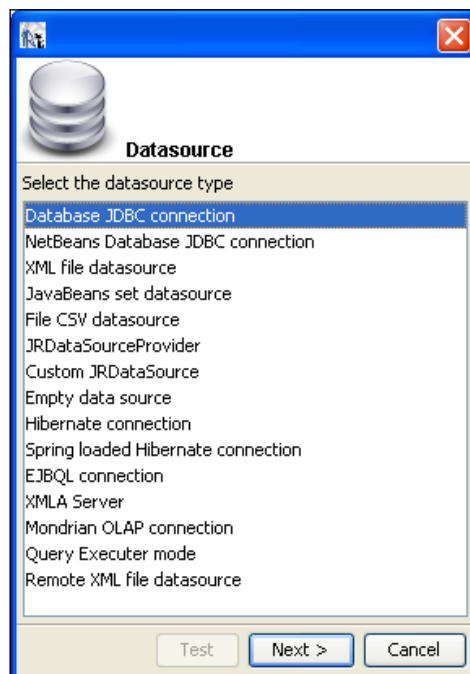 Datasource
Select the datasource type
Database JDBC connection
NetBeans Database JDBC connection
XML file datasource
JavaBeans set datasource
File CSV datasource
JRDataSourceProvider
Custom JRDataSource
Empty data source
Hibernate connection
Spring loaded Hibernate connection
EJBQL connection
XMLA Server
Mondrian OLAP connection
Query Executer mode
Remote XML file datasource
Test Next > Cancel